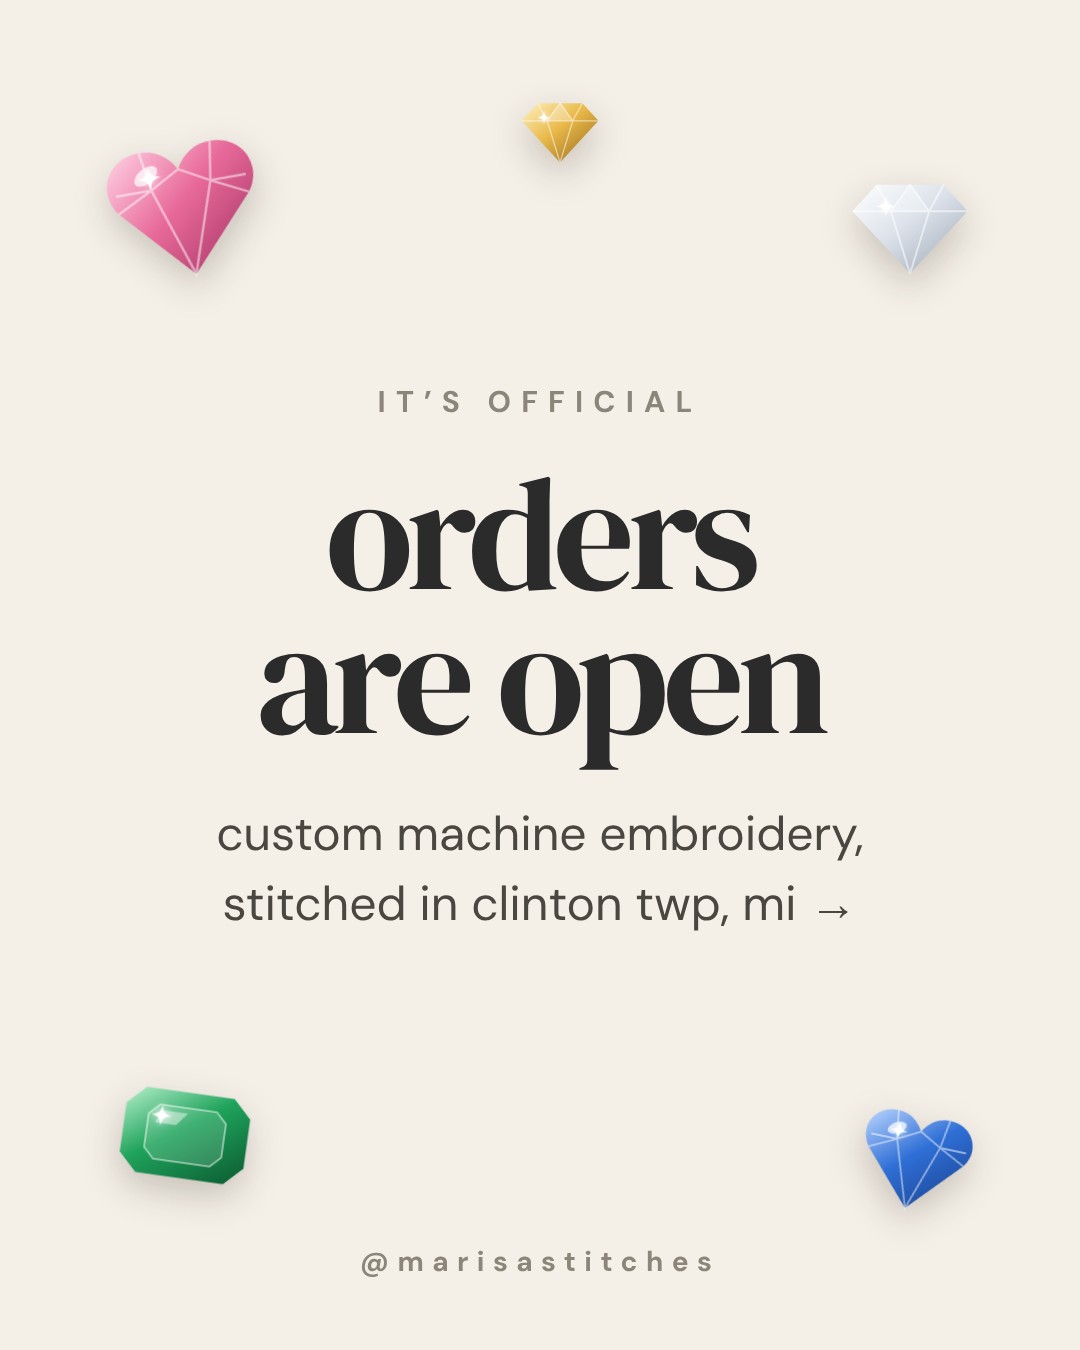 IT’S OFFICIAL
orders
are open
custom machine embroidery,
stitched in clinton twp, mi →
@marisastitches